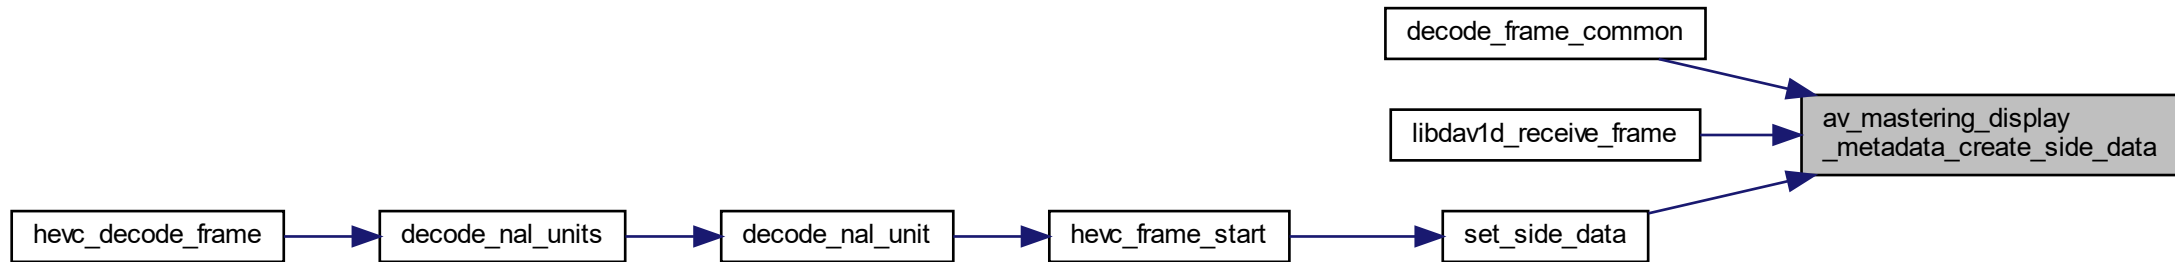 decode_frame_common
av_mastering_display
_metadata_create_side_data
libdav1d_receive_frame
hevc_decode_frame
decode_nal_units
decode_nal_unit
hevc_frame_start
set_side_data